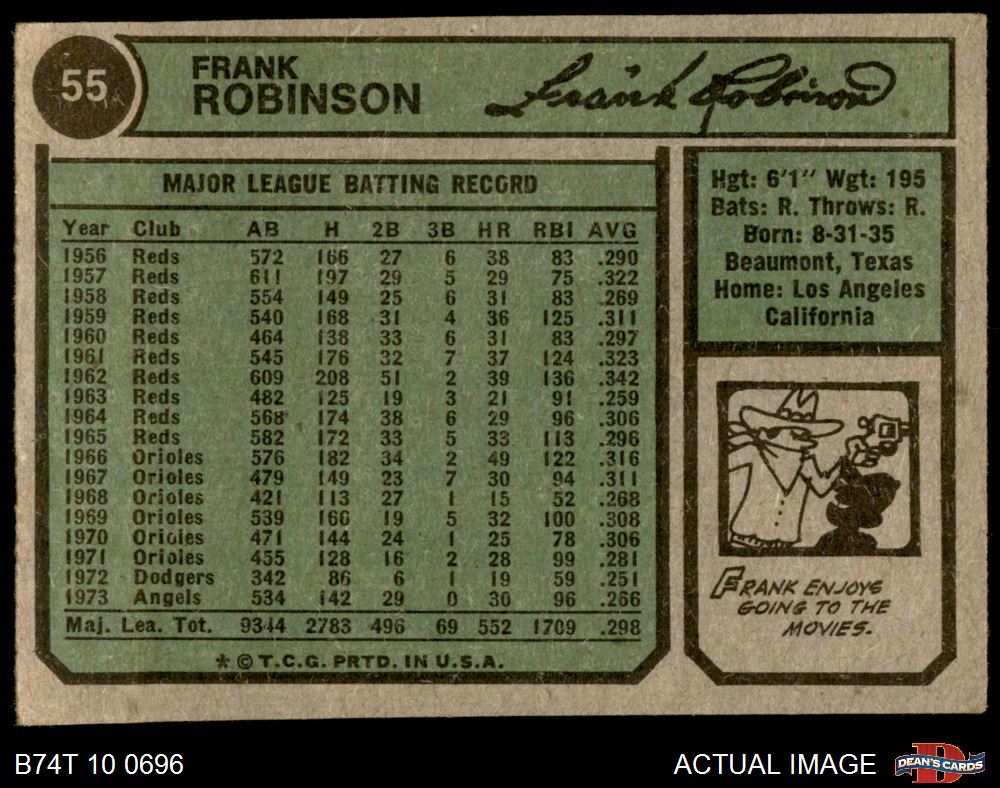 55
FRANK
ROBINSON
Frank Robinson
MAJOR LEAGUE BATTING RECORD
Year Club AB H 2B 3B HR RBI AVG
1956 Reds 572 166 27 6 38 83 .290
1957 Reds 611 197 29 5 29 75 .322
1958 Reds 554 149 25 6 31 83 .269
1959 Reds 540 168 31 4 36 125 .311
1960 Reds 464 138 33 6 31 83 .297
1961 Reds 545 176 32 7 37 124 .323
1962 Reds 609 208 51 2 39 136 .342
1963 Reds 482 125 19 3 21 91 .259
1964 Reds 568 174 38 6 29 96 .306
1965 Reds 582 172 33 5 33 113 .296
1966 Orioles 576 182 34 2 49 122 .316
1967 Orioles 479 149 23 7 30 94 .311
1968 Orioles 421 113 27 1 15 52 .268
1969 Orioles 539 166 19 5 32 100 .308
1970 Orioles 471 144 24 1 25 78 .306
1971 Orioles 455 128 16 2 28 99 .281
1972 Dodgers 342 86 6 1 19 59 .251
1973 Angels 534 142 29 0 30 96 .266
Maj. Lea. Tot. 9344 2783 496 69 552 1709 .298
* © T.C.G. PRTD. IN U.S.A.
Hgt: 6'1" Wgt: 195
Bats: R. Throws: R.
Born: 8-31-35
Beaumont, Texas
Home: Los Angeles
California
FRANK ENJOYS
GOING TO THE
MOVIES.
B74T 10 0696
ACTUAL IMAGE
D
DEAN'S CARDS